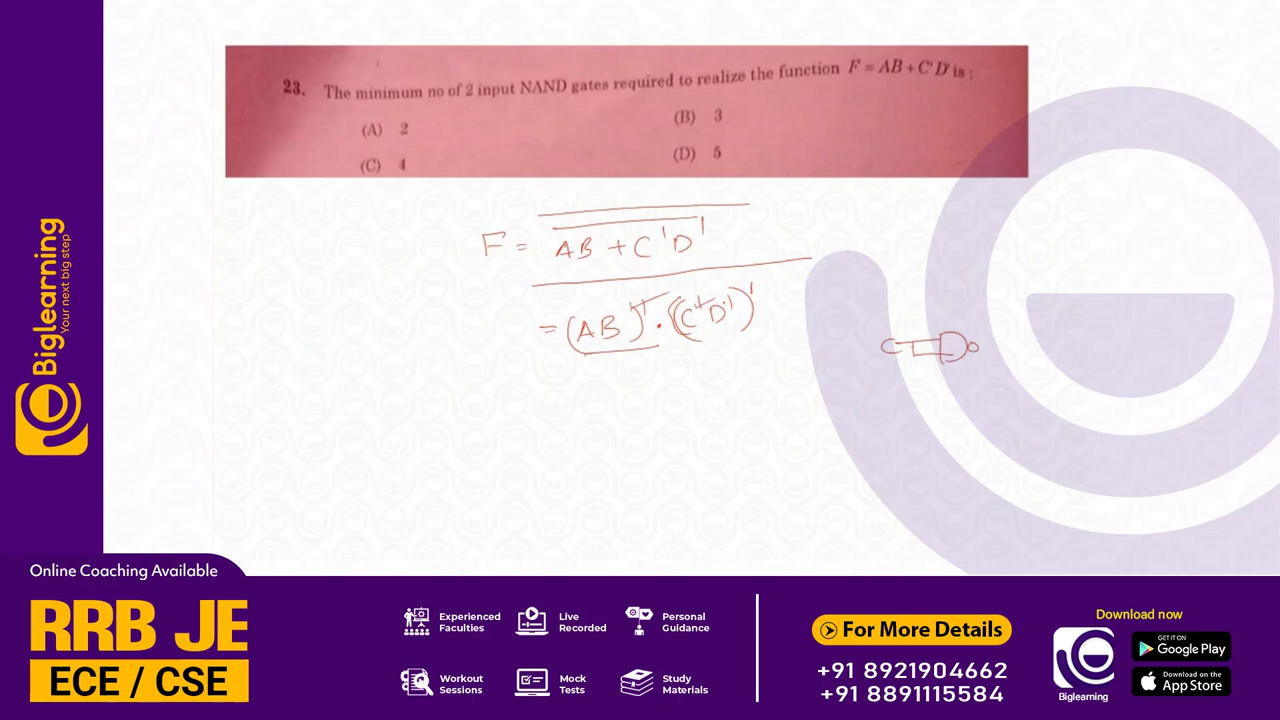 23. The minimum no of 2 input NAND gates required to realize the function F = AB + C'D' is :
(A) 2
(B) 3
(C) 4
(D) 5
F = AB + C'D'
= (AB)' . (C'D')'
C
Biglearning
Your next big step
Online Coaching Available
RRB JE
ECE / CSE
Experienced Faculties
Live Recorded
Personal Guidance
Workout Sessions
Mock Tests
Study Materials
For More Details
+91 8921904662
+91 8891115584
Download now
Biglearning
GET IT ON
Google Play
Download on the
App Store